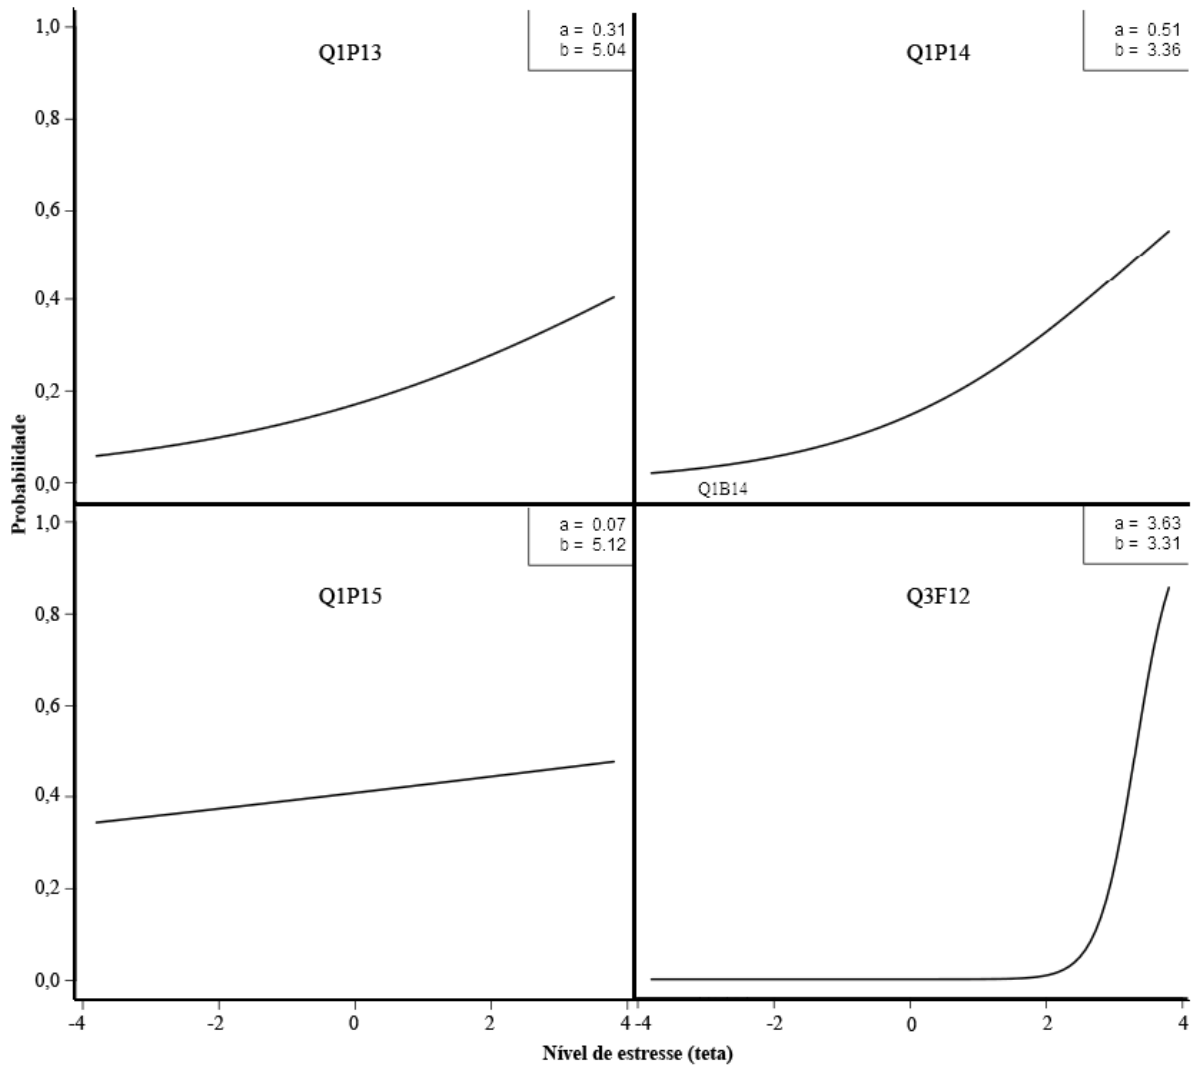 1,0
0,8
0,6
0,4
0,2
0,0
Q1P13
a = 0.31
b = 5.04
Q1P14
a = 0.51
b = 3.36
Q1B14
Probabilidade
1,0
0,8
0,6
0,4
0,2
0,0
Q1P15
a = 0.07
b = 5.12
Q3F12
a = 3.63
b = 3.31
-4 -2 0 2 4 -4 -2 0 2 4
Nível de estresse (teta)